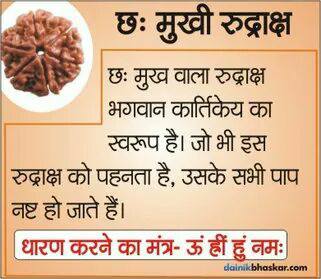 छः मुखी रुद्राक्ष
छः मुख वाला रुद्राक्ष
भगवान कार्तिकेय का
स्वरूप है। जो भी इस
रुद्राक्ष को पहनता है, उसके सभी पाप
नष्ट हो जाते हैं।
धारण करने का मंत्र- ऊं ह्रीं हुं नमः
dainikbhaskar.com